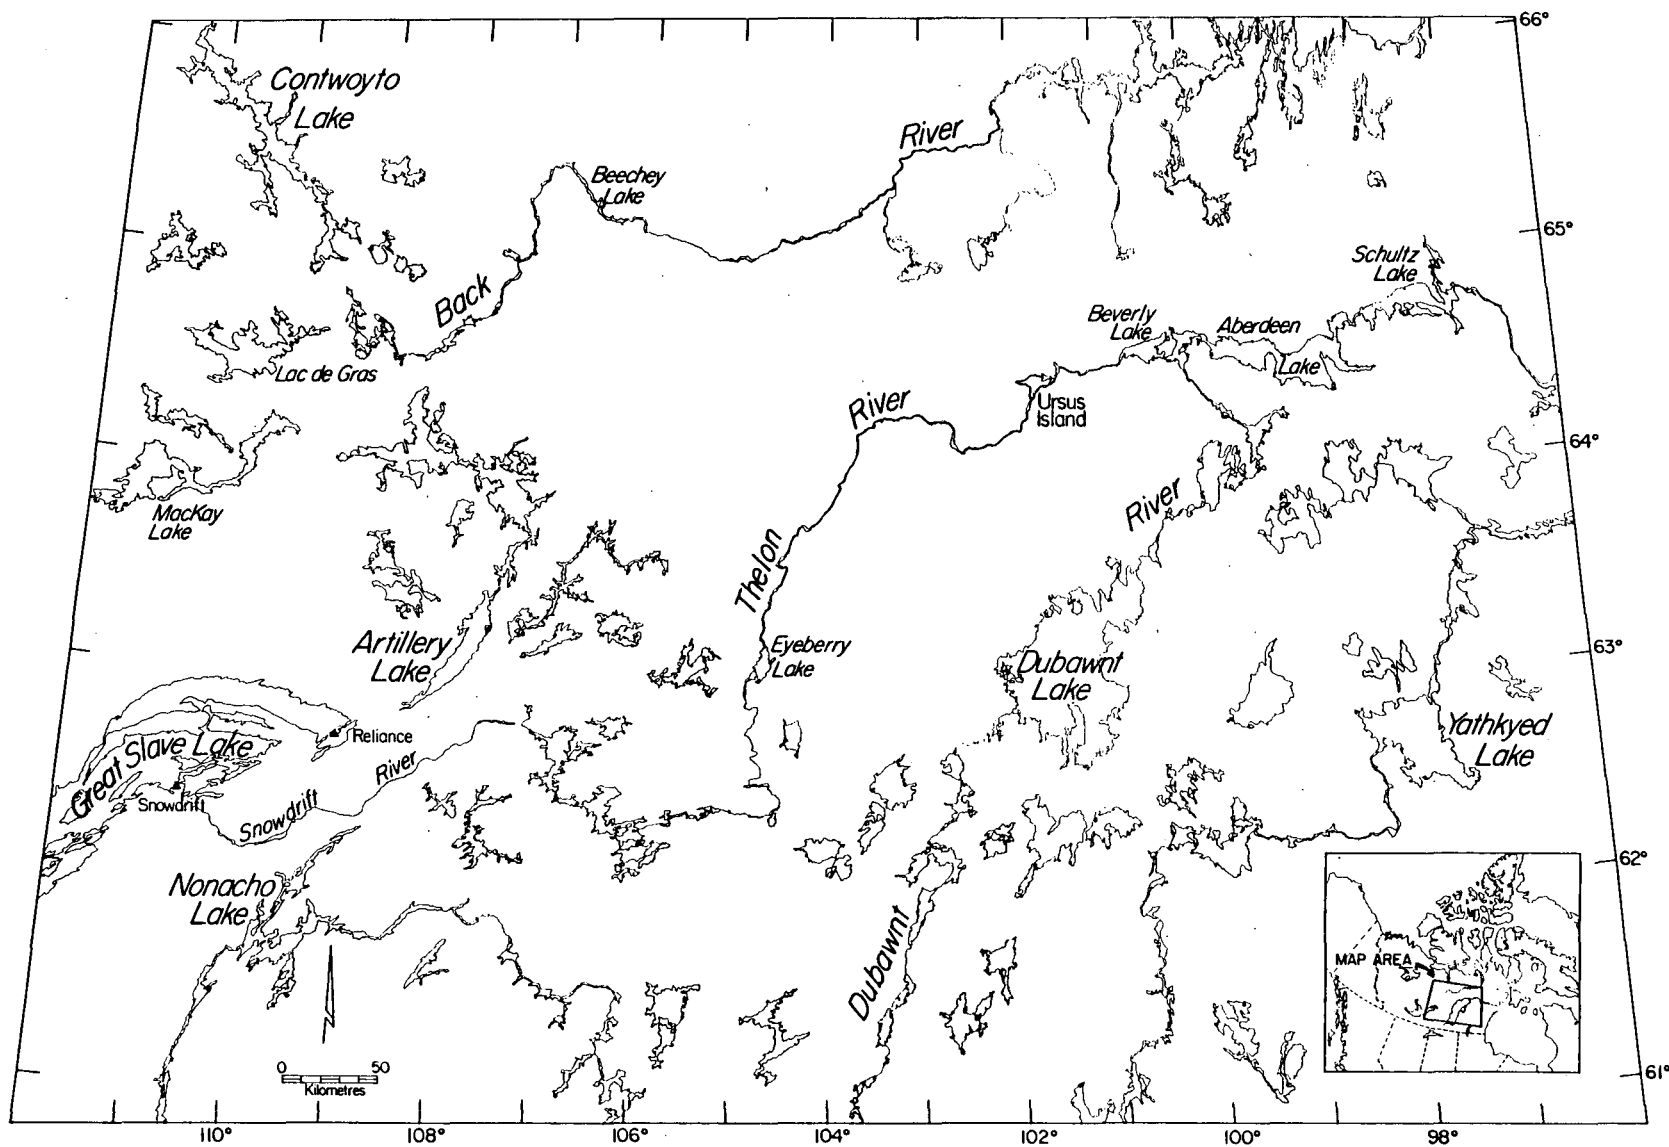 66°
Contwoyto
Lake
River
Beechey
Lake
65°
Schultz
Lake
Back
Beverly
Lake
Aberdeen
Lake
Lac de Gras
River
Ursus
Island
64°
MacKay
Lake
River
Thelon
Artillery
Lake
Eyeberry
Lake
Dubawnt
Lake
63°
Yathkyed
Lake
Great Slave Lake
Reliance
River
Snowdrift
Snowdrift
62°
Nonacho
Lake
Dubawnt
MAP AREA
0 50
Kilometres
61°
110° 108° 106° 104° 102° 100° 98°